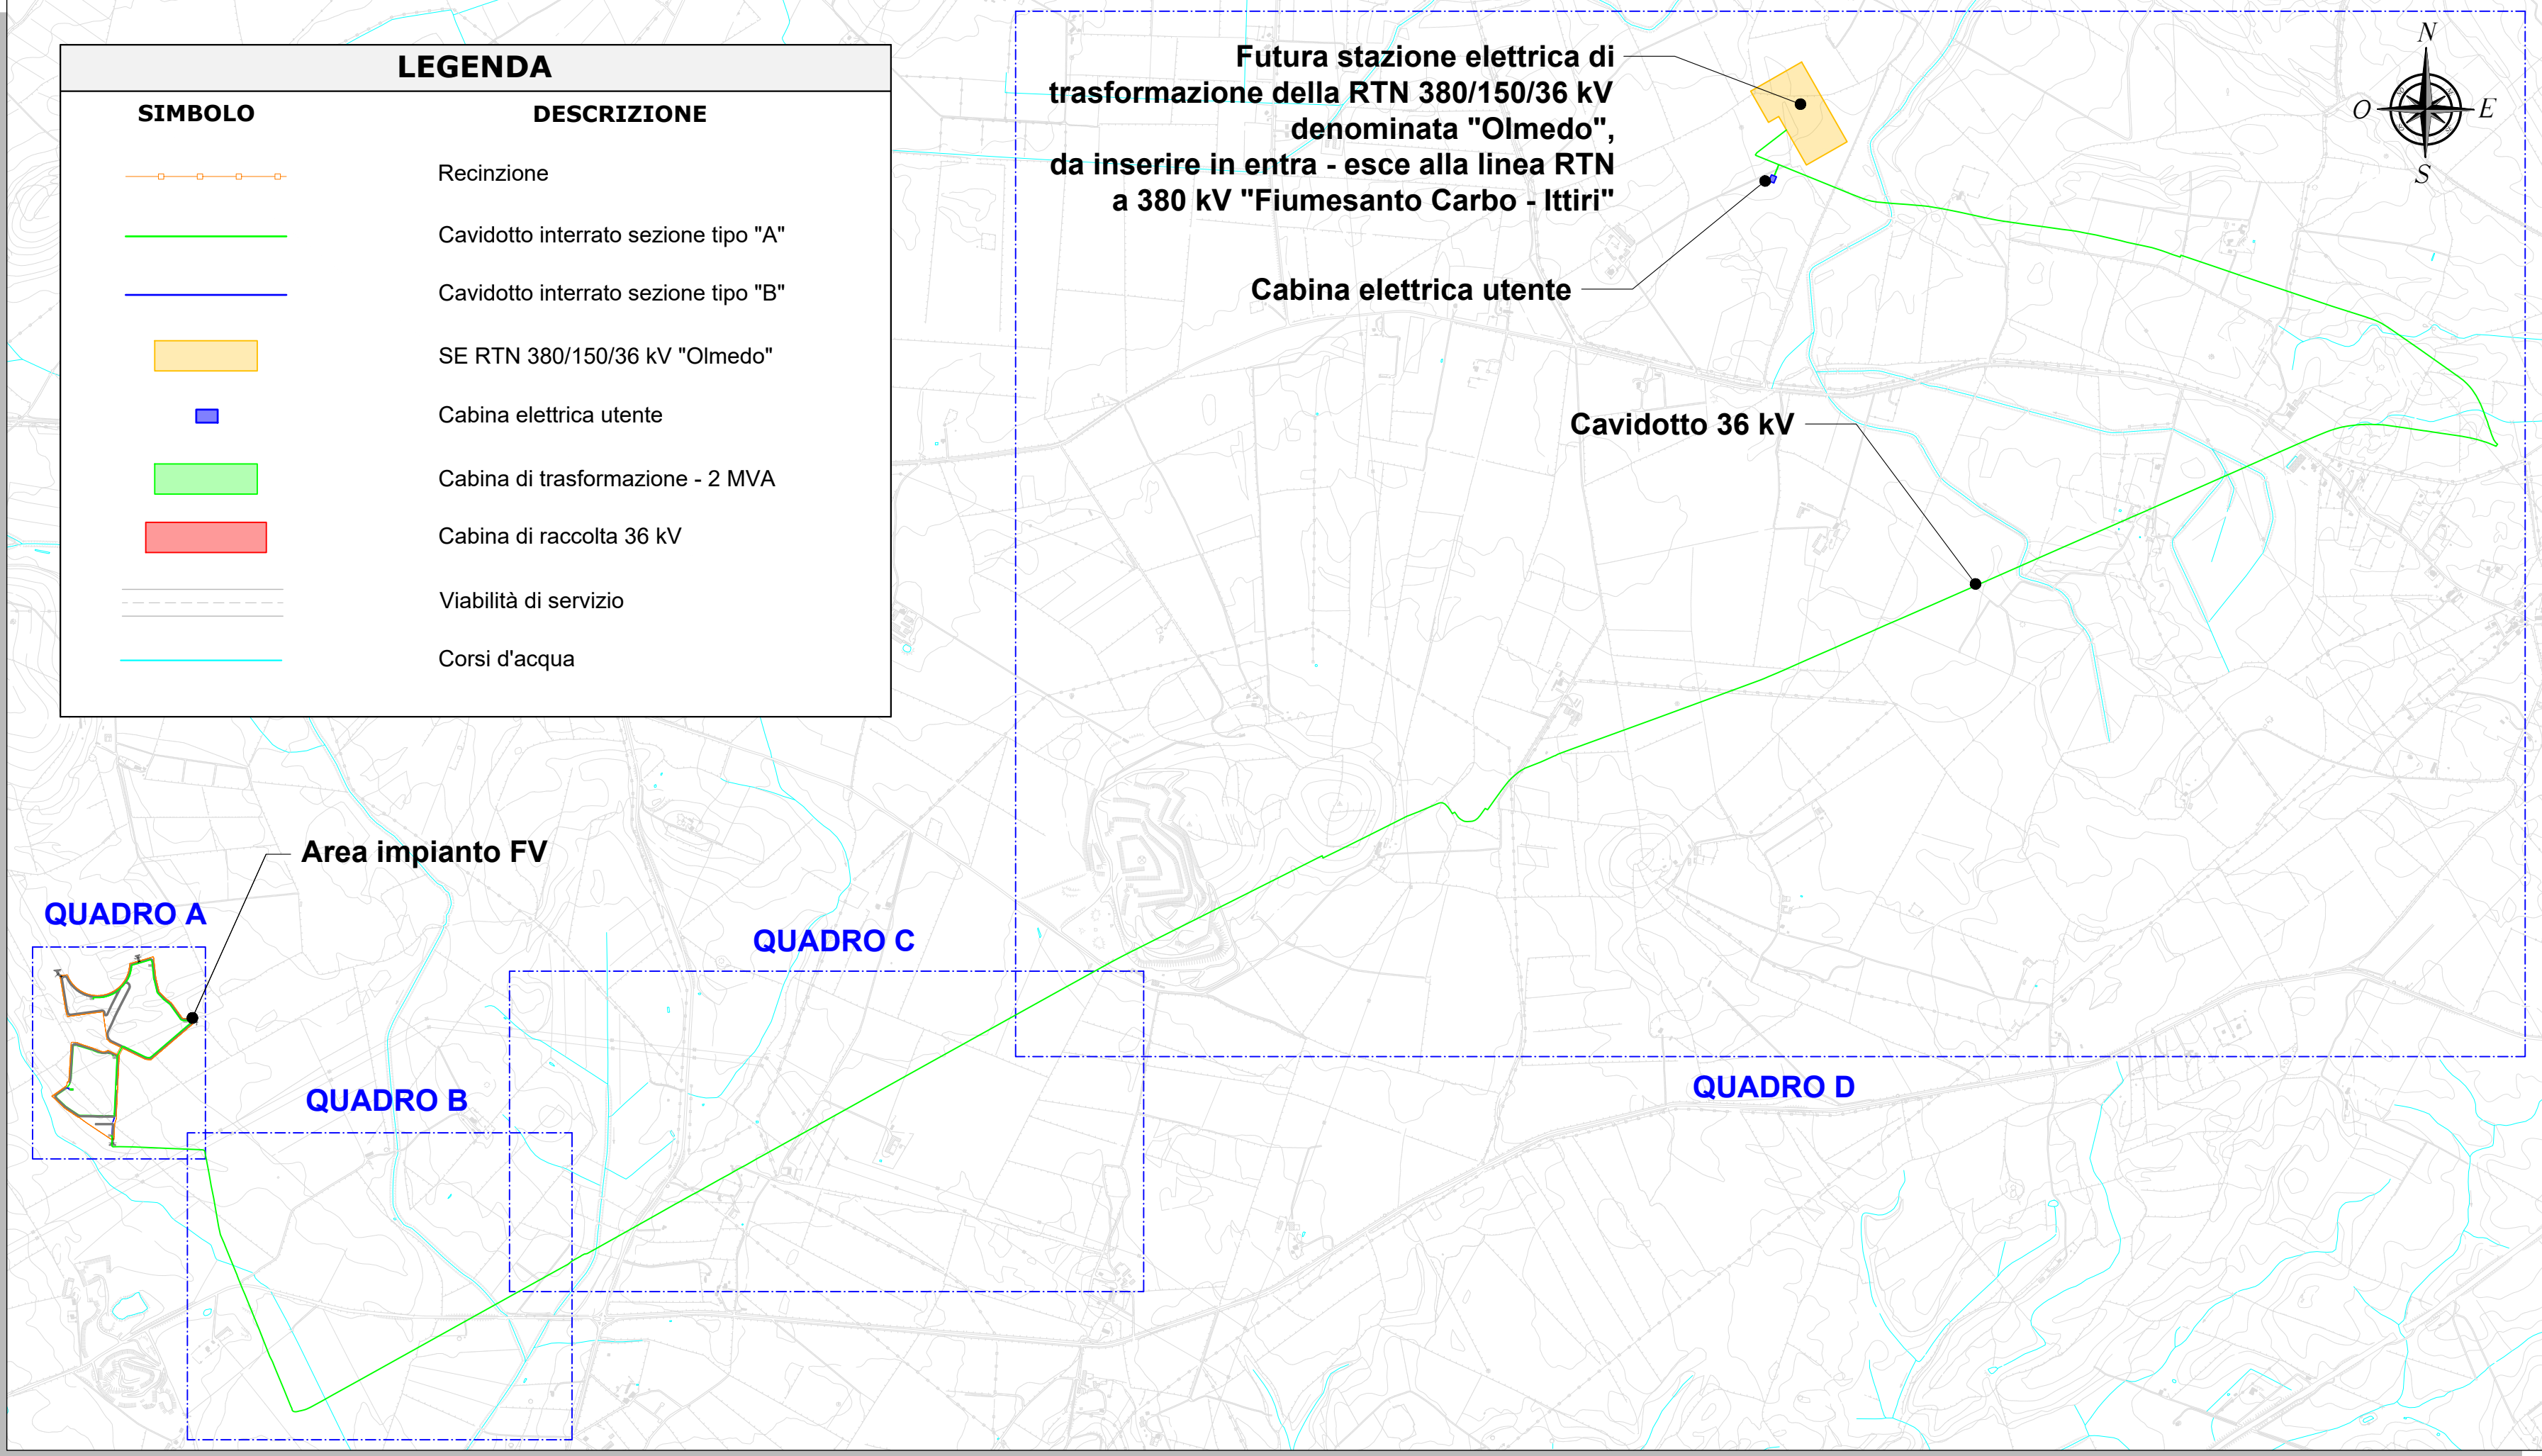 LEGENDA
SIMBOLO DESCRIZIONE
Recinzione
Cavidotto interrato sezione tipo "A"
Cavidotto interrato sezione tipo "B"
SE RTN 380/150/36 kV "Olmedo"
Cabina elettrica utente
Cabina di trasformazione - 2 MVA
Cabina di raccolta 36 kV
Viabilità di servizio
Corsi d'acqua
Futura stazione elettrica di
trasformazione della RTN 380/150/36 kV
denominata "Olmedo",
da inserire in entra - esce alla linea RTN
a 380 kV "Fiumesanto Carbo - Ittiri"
Cabina elettrica utente
Cavidotto 36 kV
N
O E
S
Area impianto FV
QUADRO A
QUADRO C
QUADRO B
QUADRO D